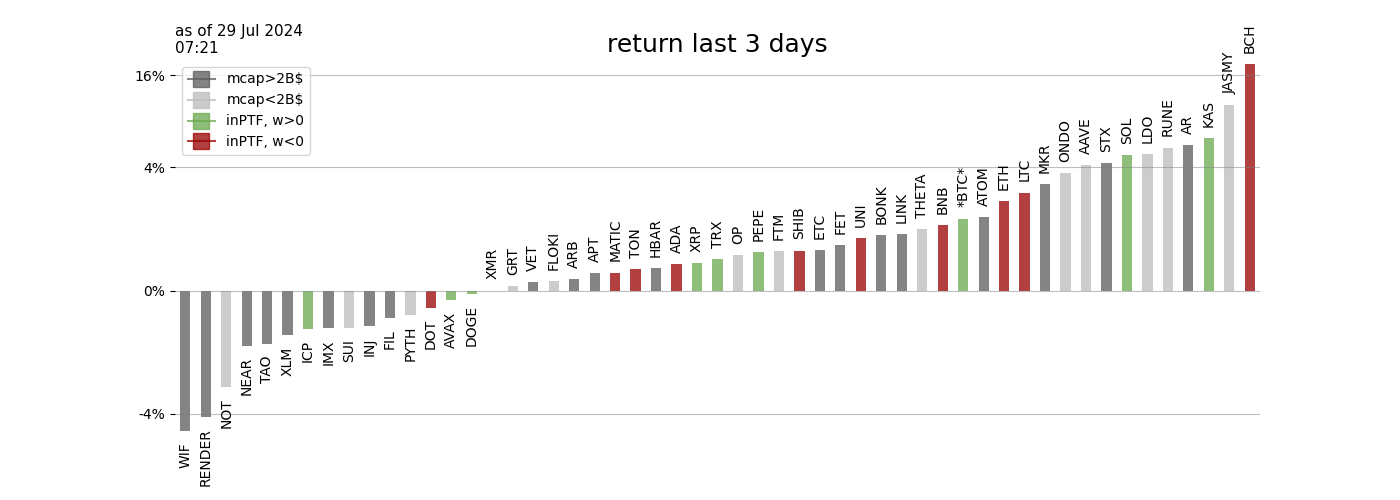 as of 29 Jul 2024
07:21
return last 3 days
mcap>2B$
mcap<2B$
inPTF, w>0
inPTF, w<0
16%
4%
0%
-4%
WIF
RENDER
NOT
NEAR
TAO
XLM
ICP
IMX
SUI
INJ
FIL
PYTH
DOT
AVAX
DOGE
XMR
GRT
VET
FLOKI
ARB
APT
MATIC
TON
HBAR
ADA
XRP
TRX
OP
PEPE
FTM
SHIB
ETC
FET
UNI
BONK
LINK
THETA
BNB
*BTC*
ATOM
ETH
LTC
MKR
ONDO
AAVE
STX
SOL
LDO
RUNE
AR
KAS
JASMY
BCH